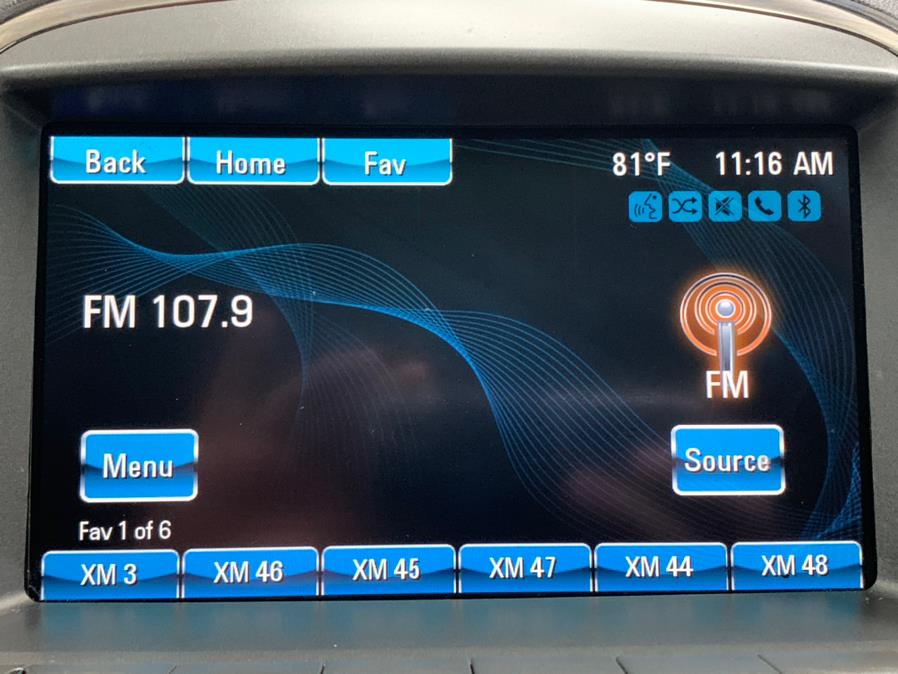 Back Home Fav 81°F 11:16 AM
FM 107.9
FM
Menu Source
Fav 1 of 6
XM 3 XM 46 XM 45 XM 47 XM 44 XM 48